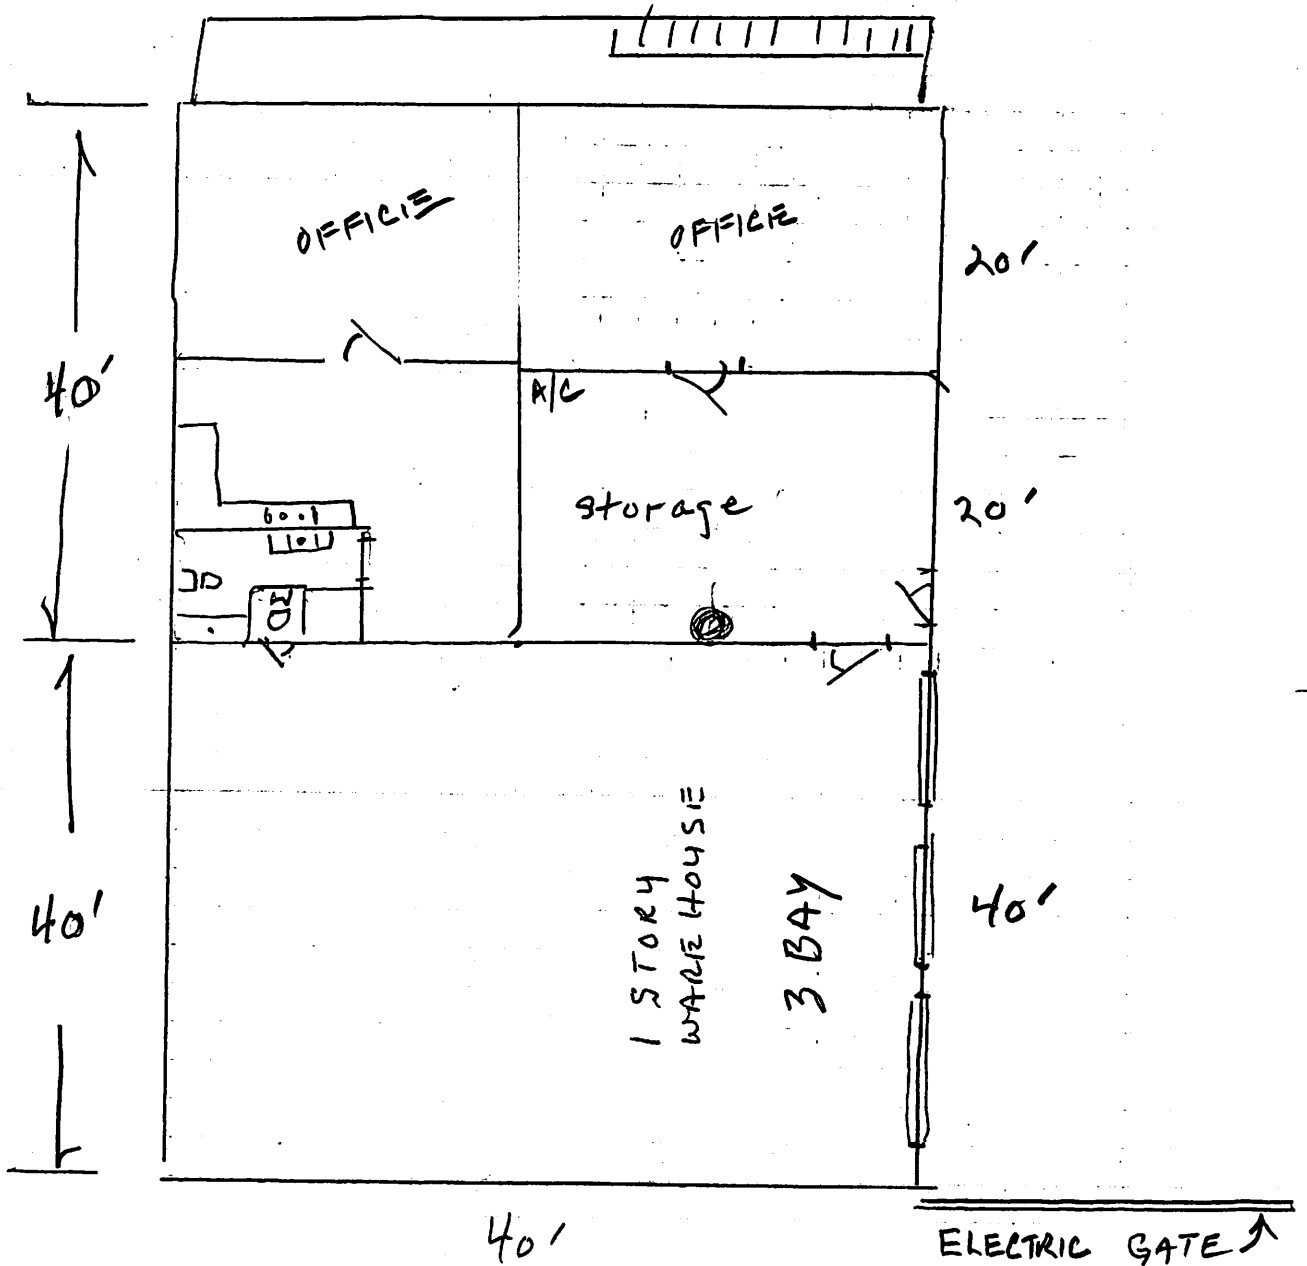 OFFICE
OFFICE
20'
40'
A/C
storage
20'
1 STORY
WAREHOUSE
3. BAY
40'
40'
40'
ELECTRIC GATE